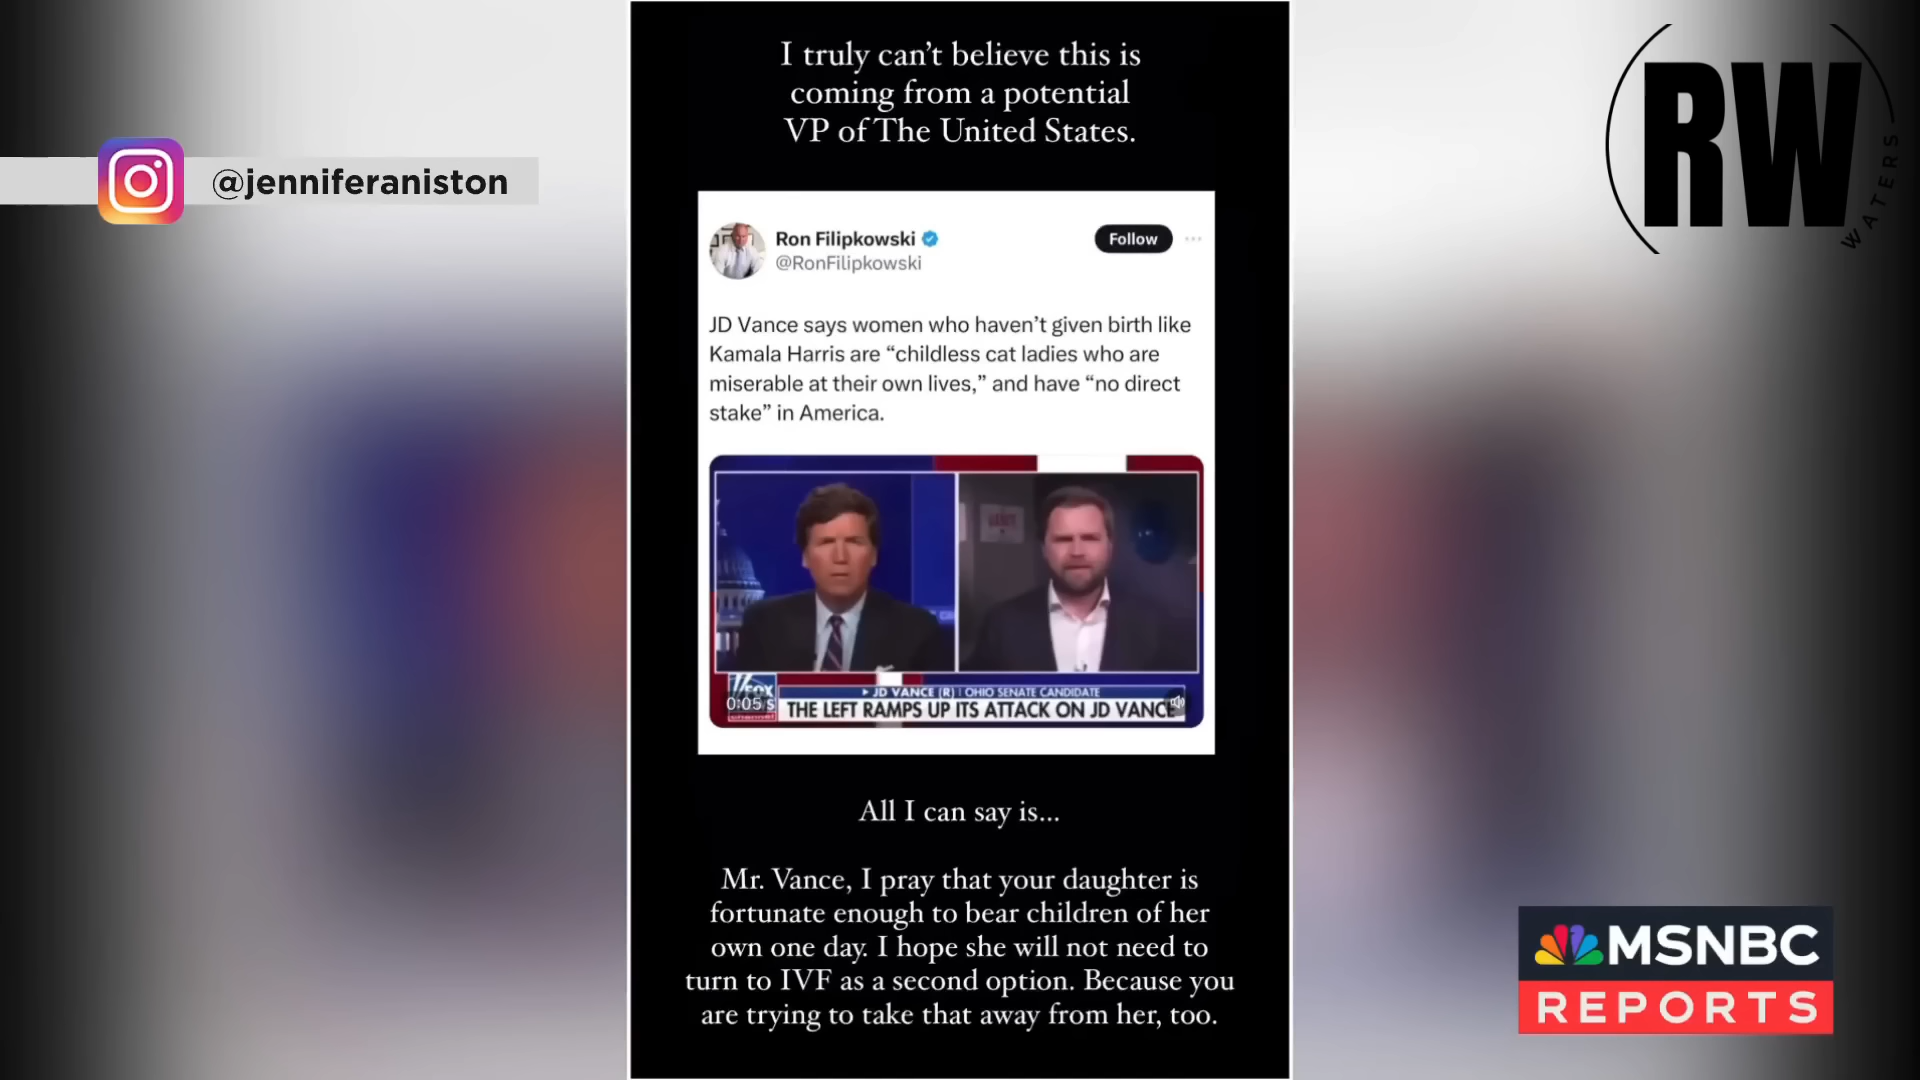 I truly can't believe this is
coming from a potential
VP of The United States.
@jenniferaniston
RW
WATERS
Ron Filipkowski
@RonFilipkowski
Follow
JD Vance says women who haven't given birth like
Kamala Harris are “childless cat ladies who are
miserable at their own lives,” and have “no direct
stake” in America.
VANCE
FOX
0:05
JD VANCE (R) | OHIO SENATE CANDIDATE
THE LEFT RAMPS UP ITS ATTACK ON JD VANCE
All I can say is...
Mr. Vance, I pray that your daughter is
fortunate enough to bear children of her
own one day. I hope she will not need to
turn to IVF as a second option. Because you
are trying to take that away from her, too.
MSNBC
REPORTS